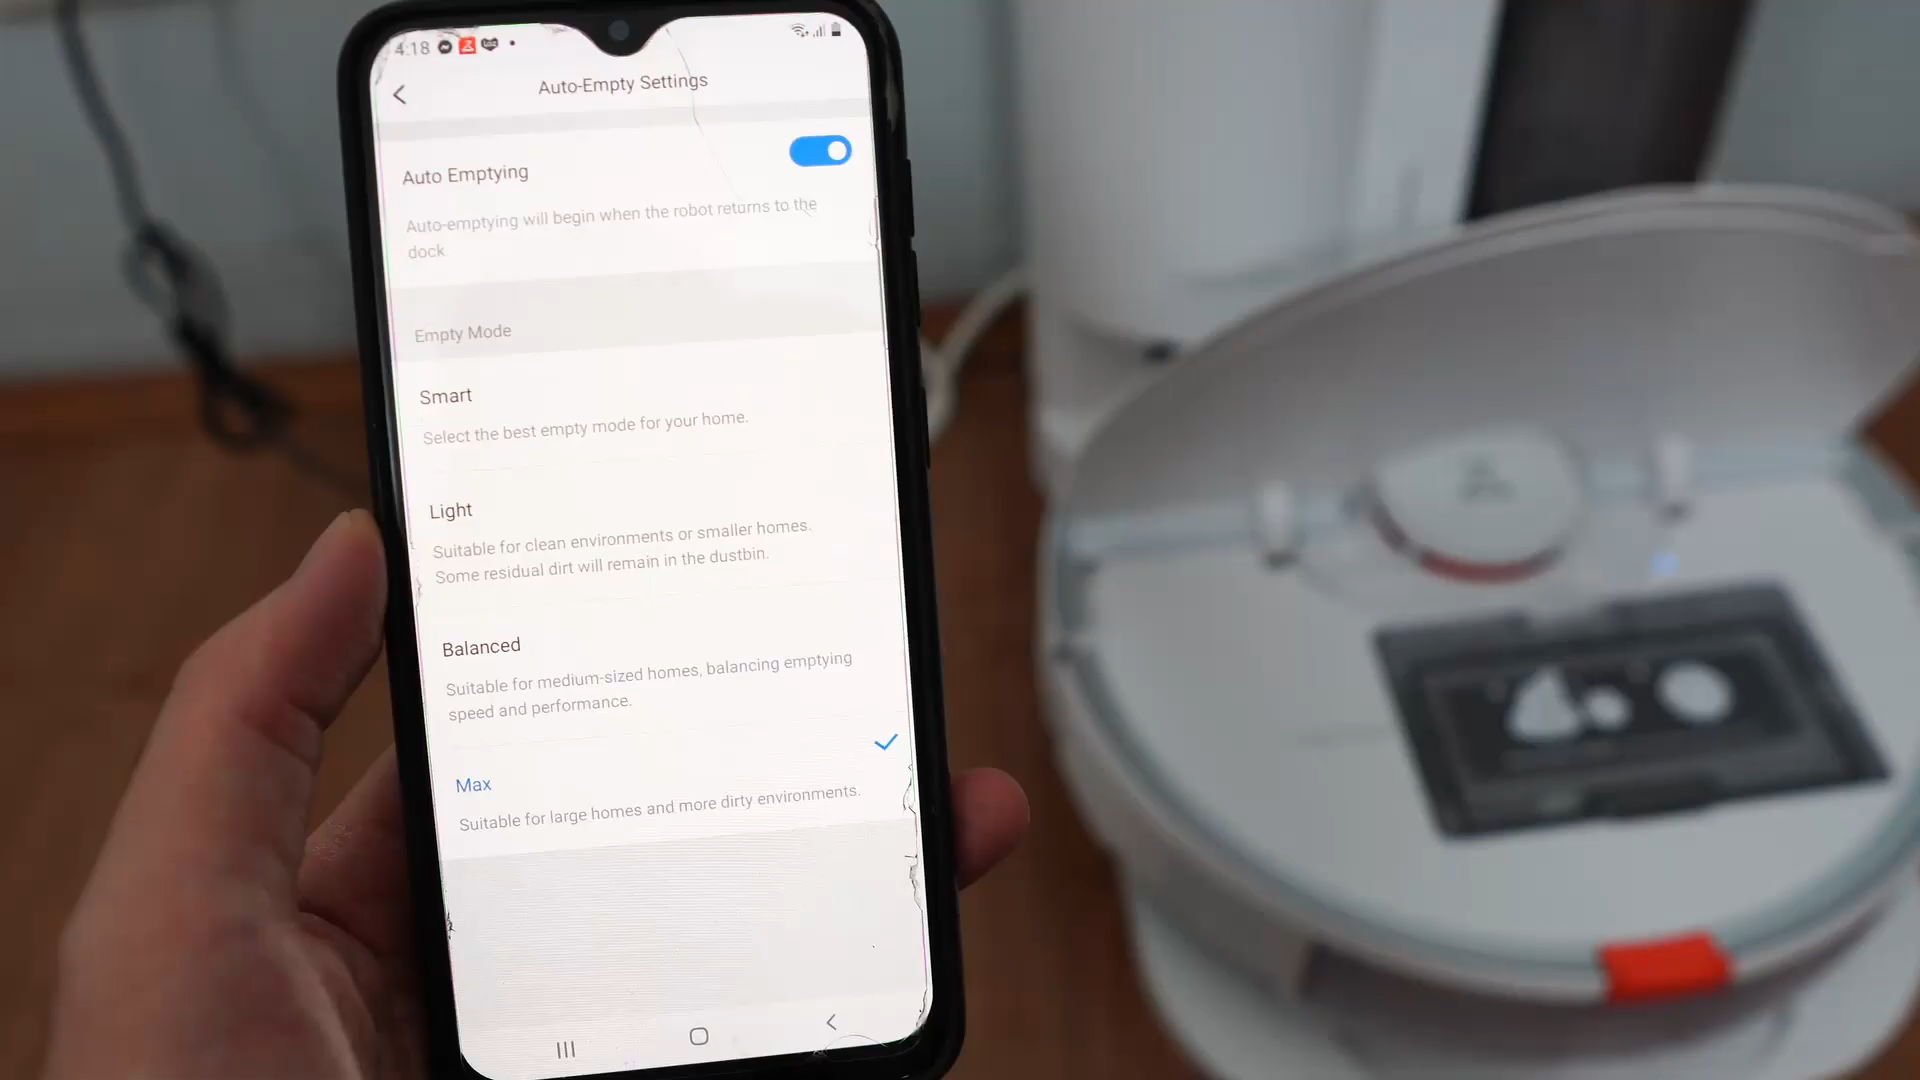 4:18
Auto-Empty Settings
Auto Emptying
Auto-emptying will begin when the robot returns to the
dock
Empty Mode
Smart
Select the best empty mode for your home.
Light
Suitable for clean environments or smaller homes.
Some residual dirt will remain in the dustbin.
Balanced
Suitable for medium-sized homes, balancing emptying
speed and performance.
Max
Suitable for large homes and more dirty environments.